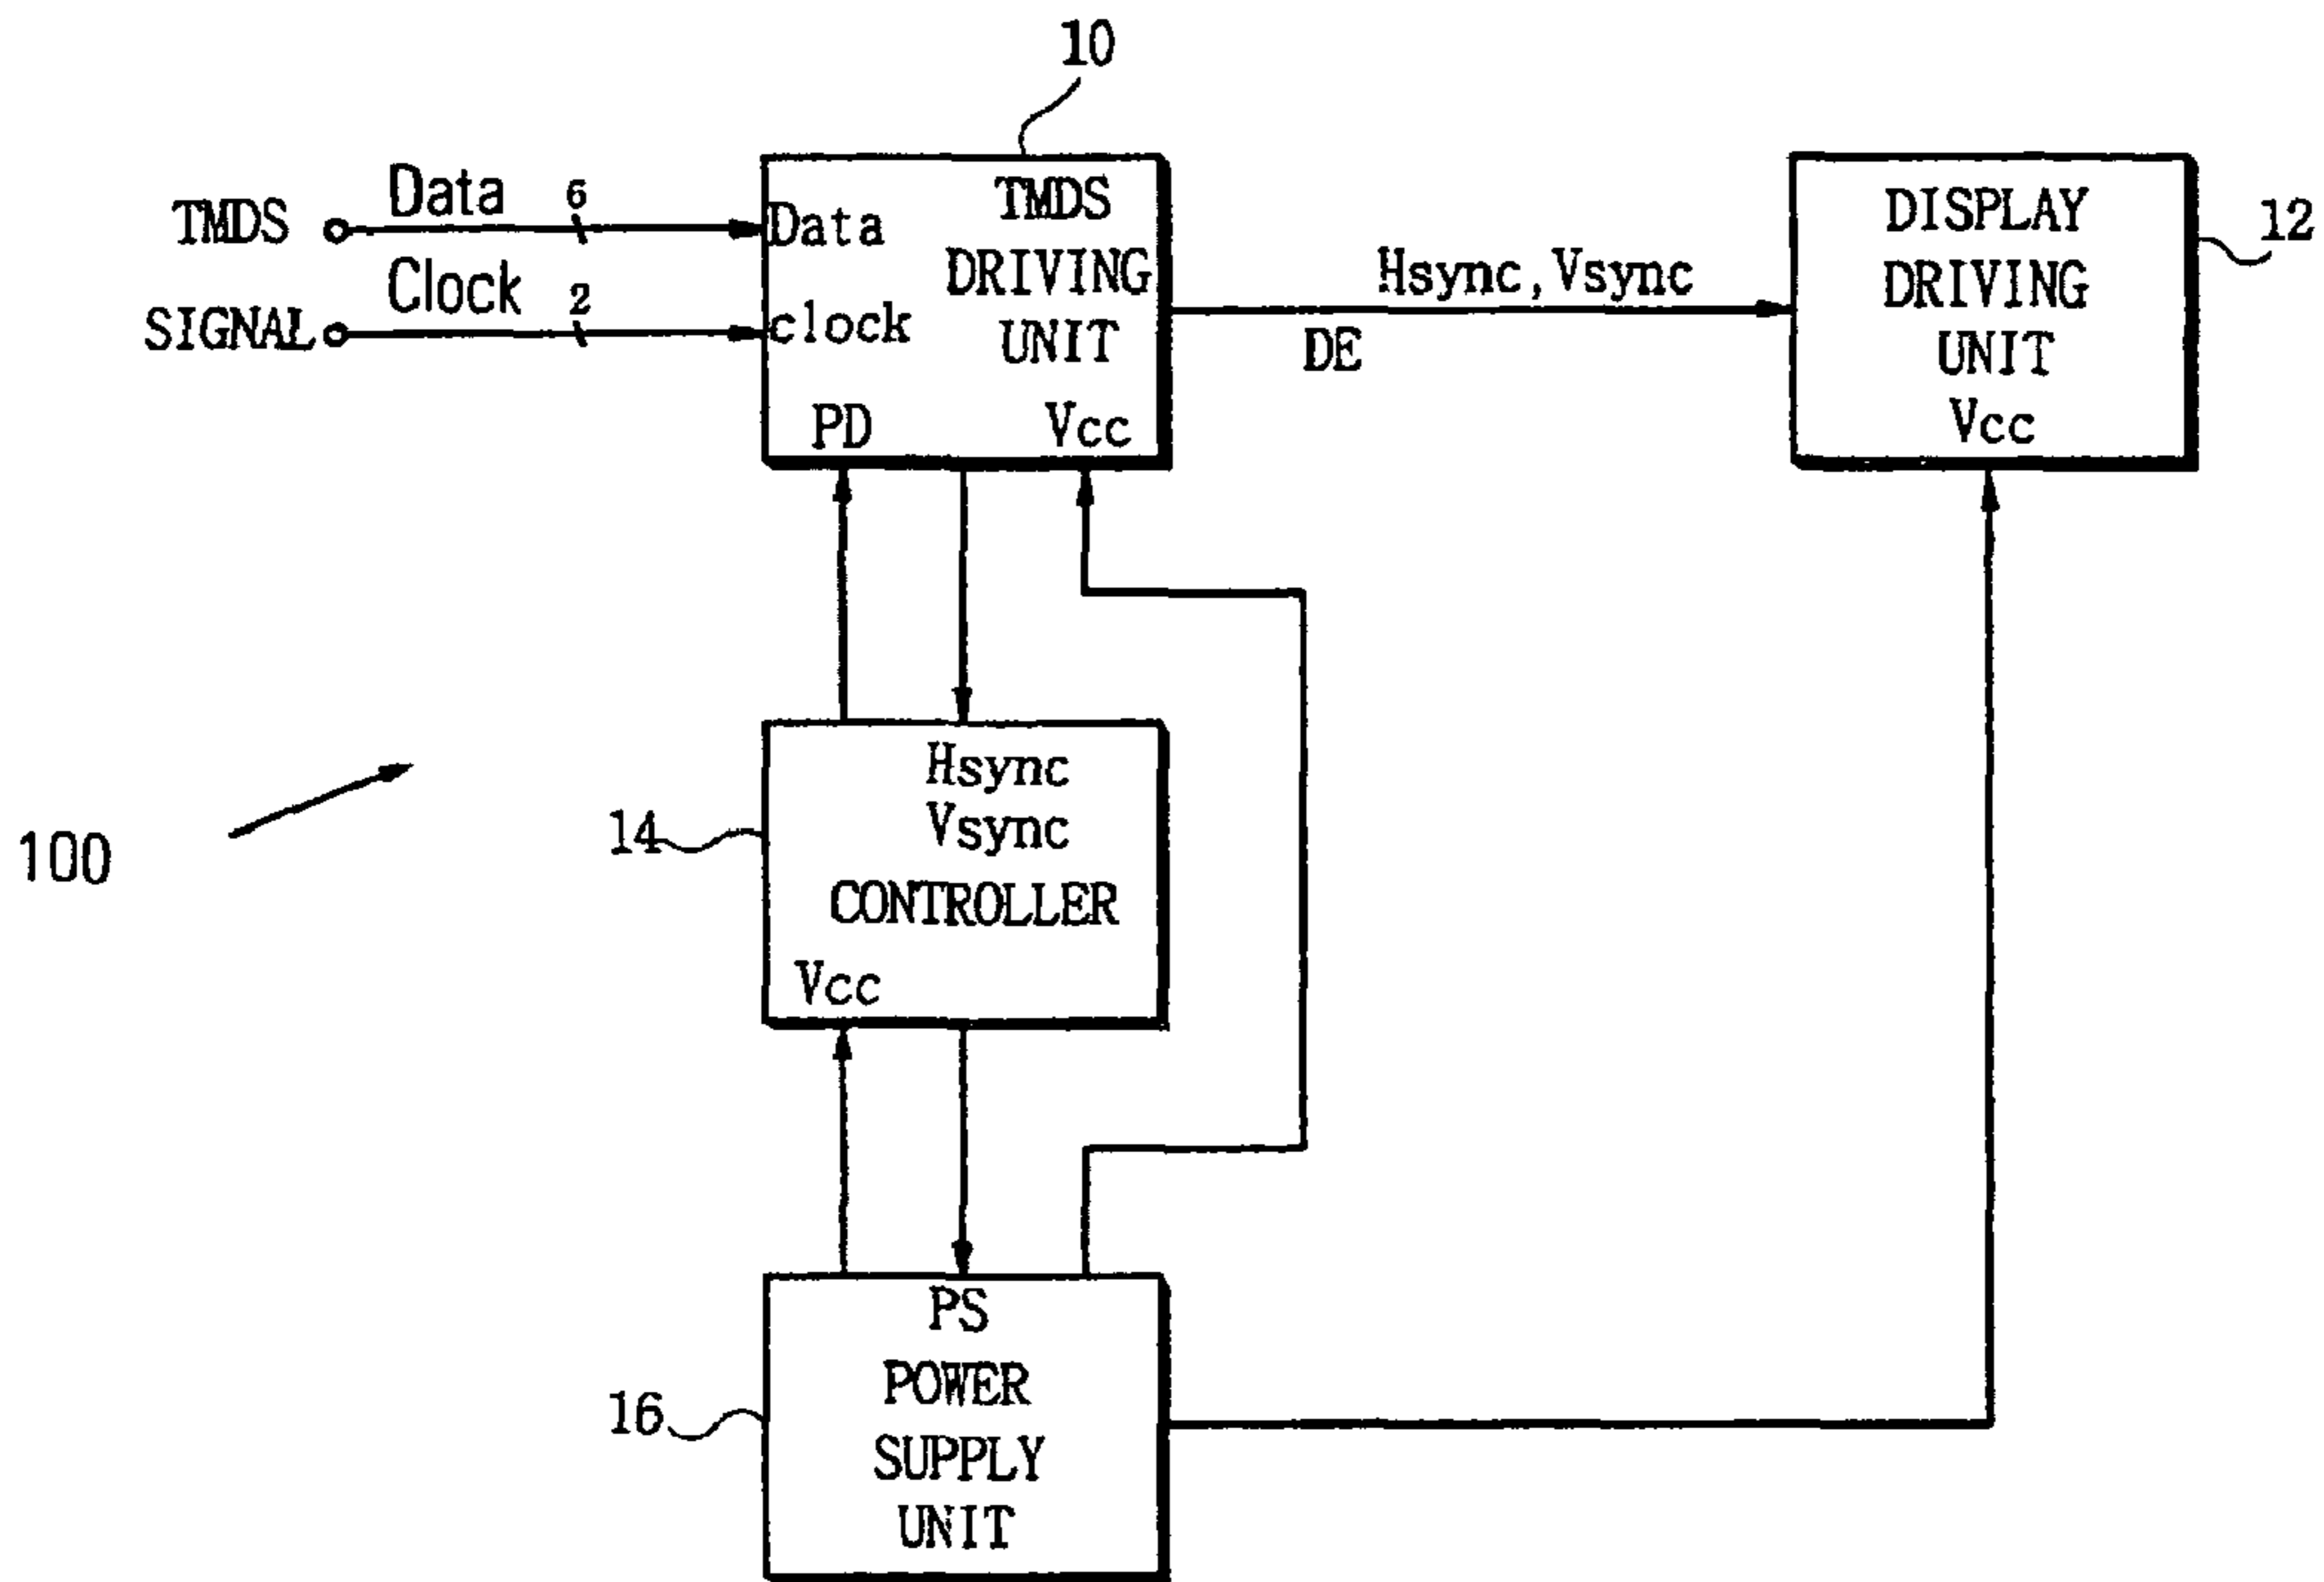 10
TMDS
Data
6
Data
TMDS
DRIVING
UNIT
SIGNAL
Clock
2
clock
PD
Vcc
Hsync,Vsync
DE
DISPLAY
DRIVING
UNIT
Vcc
12
100
14
Hsync
Vsync
CONTROLLER
Vcc
16
PS
POWER
SUPPLY
UNIT